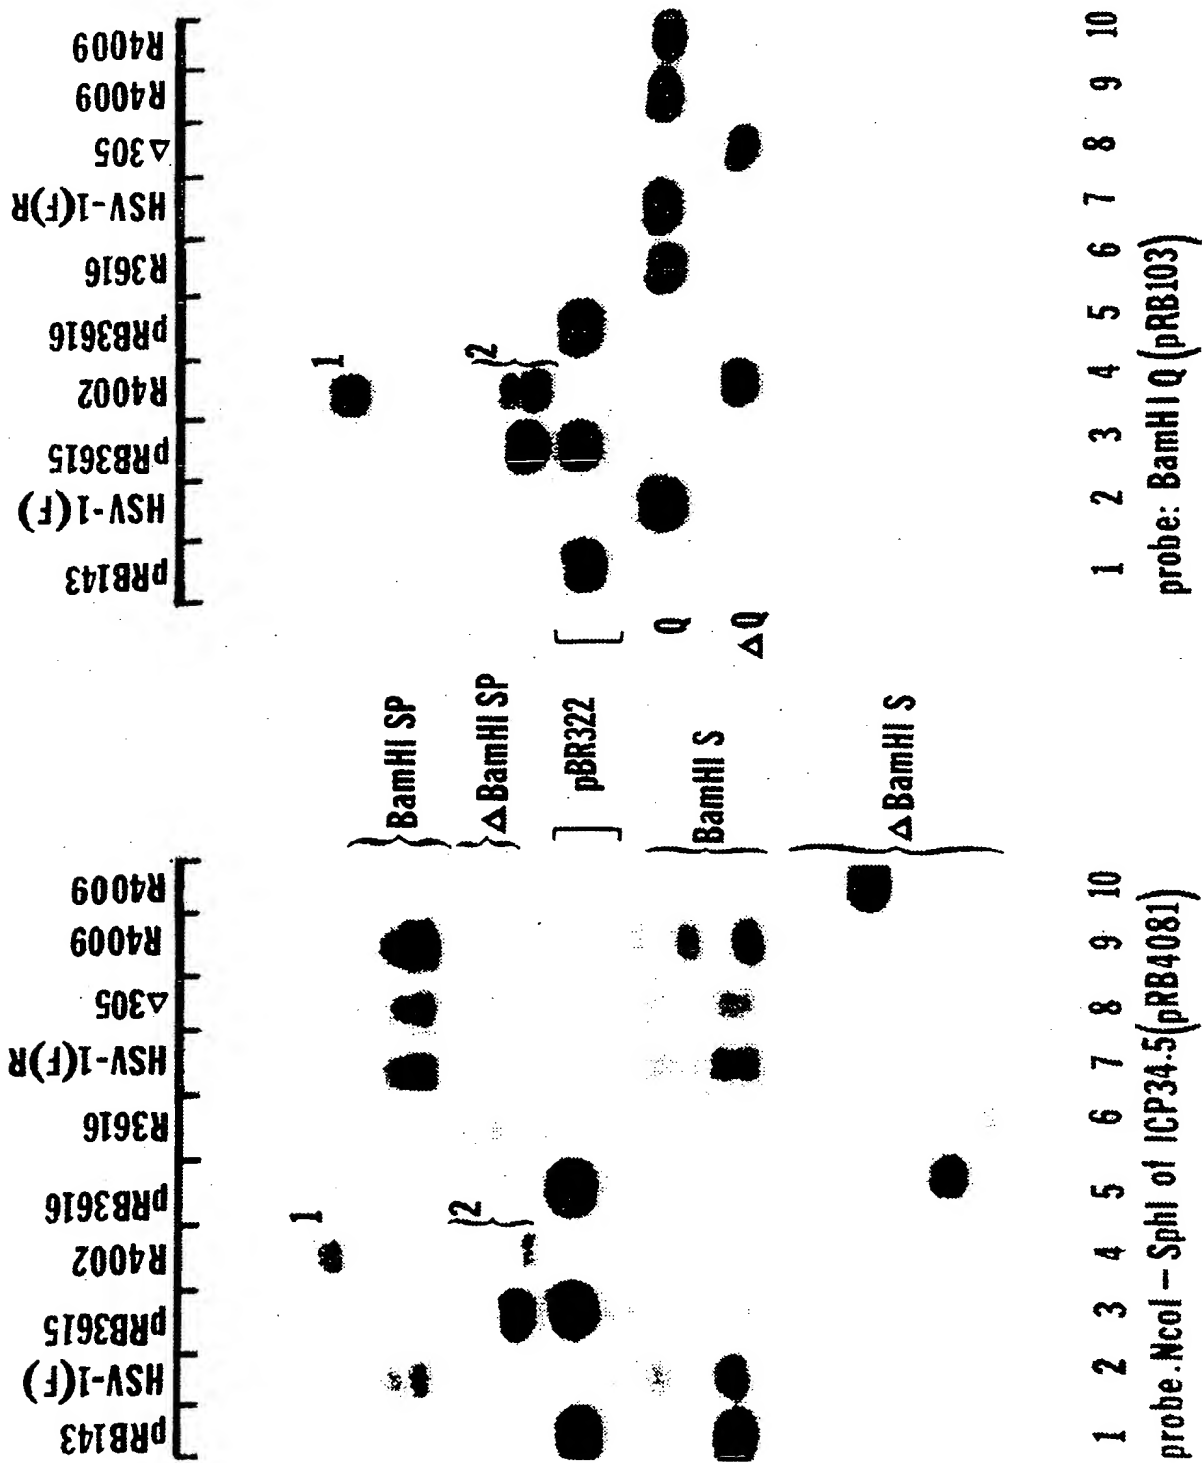 pRB143
HSV-1(F)
pRB3615
R4002
pRB3616
R3616
HSV-1(F)R
Δ305
R4009
R4009
1
2
BamHI SP
Δ BamHI SP
pBR322
BamHI S
Δ BamHI S
1 2 3 4 5 6 7 8 9 10
probe.NcoI – SphI of ICP34.5(pRB4081)
pRB143
HSV-1(F)
pRB3615
R4002
pRB3616
R3616
HSV-1(F)R
Δ305
R4009
R4009
1
2
Q
ΔQ
1 2 3 4 5 6 7 8 9 10
probe: BamHI Q (pRB103)